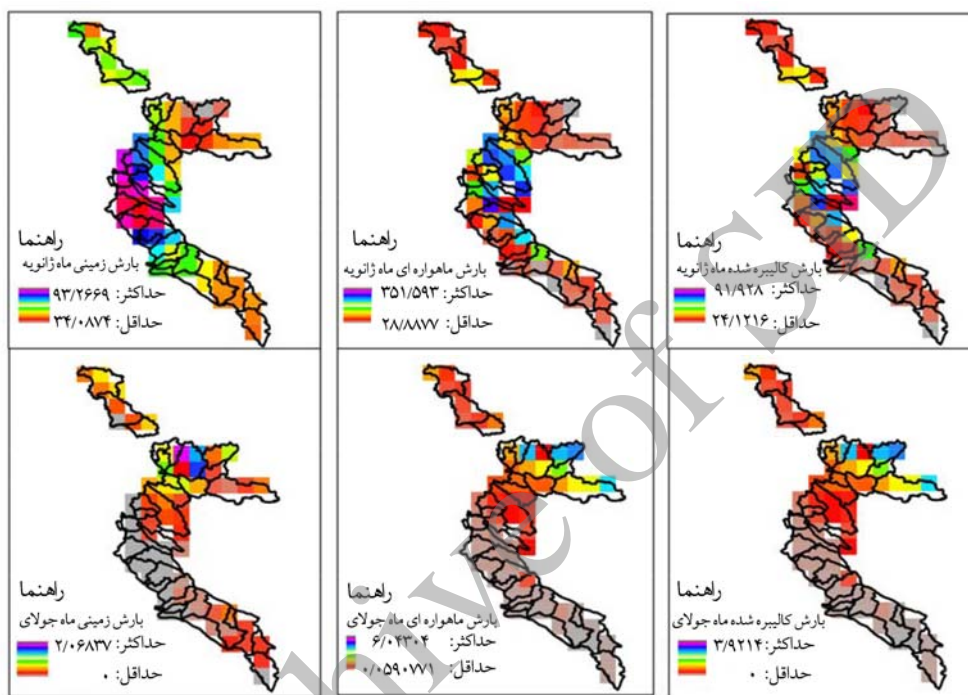 راهنما
بارش زمینی ماه ژانویه
حداکثر: ۹۳/۲۶۶۹
حداقل: ۳۴/۰۸۷۴
راهنما
بارش ماهواره ای ماه ژانویه
حداکثر: ۳۵۱/۵۹۳
حداقل: ۲۸/۸۸۷۷
راهنما
بارش کالیبره شده ماه ژانویه
حداکثر: ۹۱/۹۲۸
حداقل: ۲۴/۱۲۱۶
راهنما
بارش زمینی ماه جولای
حداکثر: ۲/۰۶۸۳۷
حداقل: ۰
راهنما
بارش ماهواره ای ماه جولای
حداکثر: ۶/۰۴۳۰۴
حداقل: ۰/۰۵۹۰۷۷۱
راهنما
بارش کالیبره شده ماه جولای
حداکثر: ۳/۹۲۱۴
حداقل: ۰
hive of SID